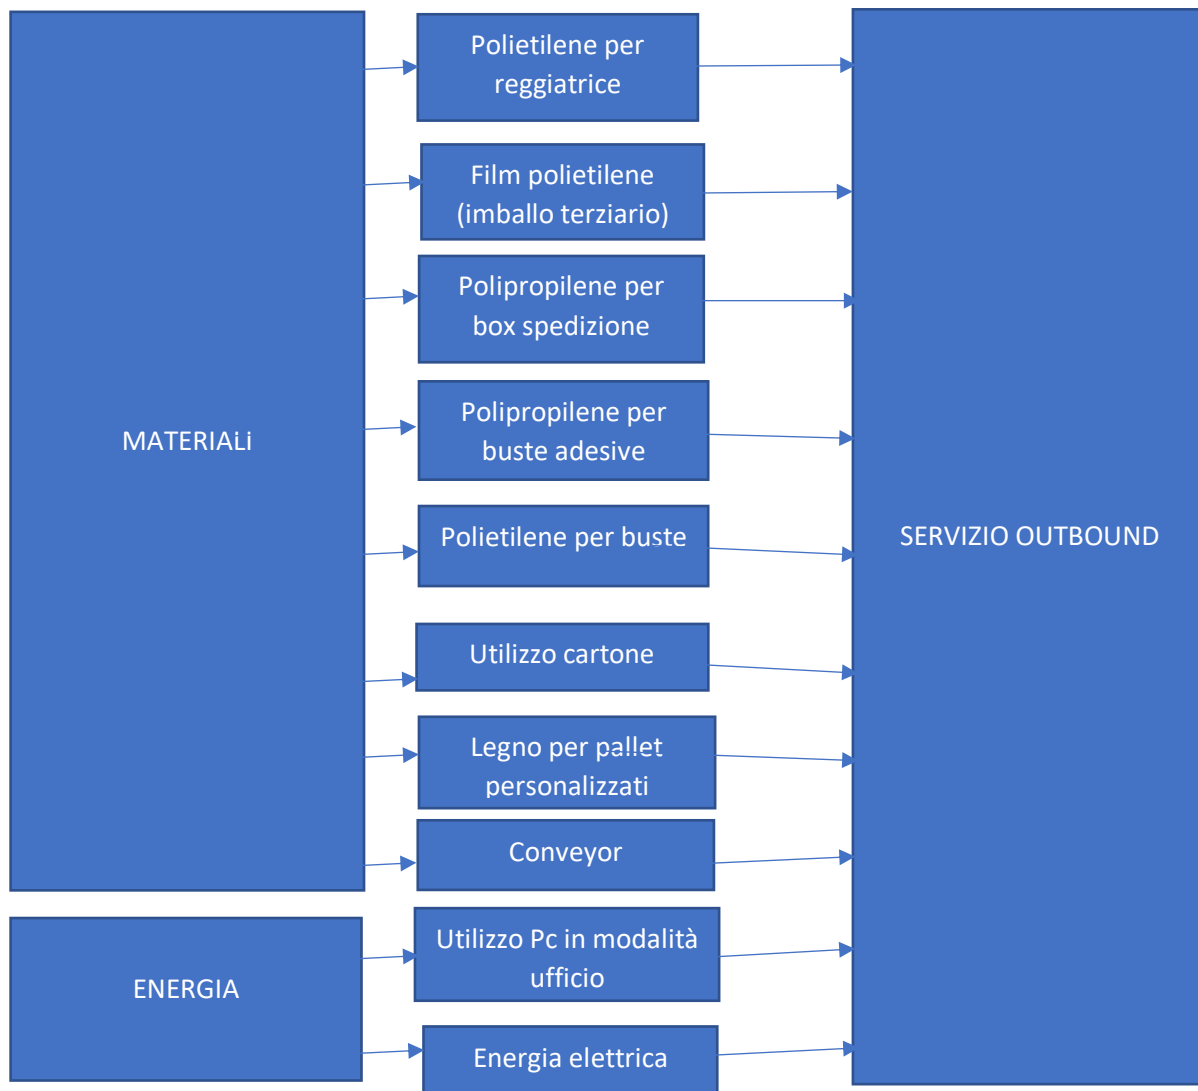 Polietilene per
reggiatrice
Film polietilene
(imballo terziario)
Polipropilene per
box spedizione
MATERIALi
Polipropilene per
buste adesive
Polietilene per buste
SERVIZIO OUTBOUND
Utilizzo cartone
Legno per pallet
personalizzati
Conveyor
ENERGIA
Utilizzo Pc in modalità
ufficio
Energia elettrica